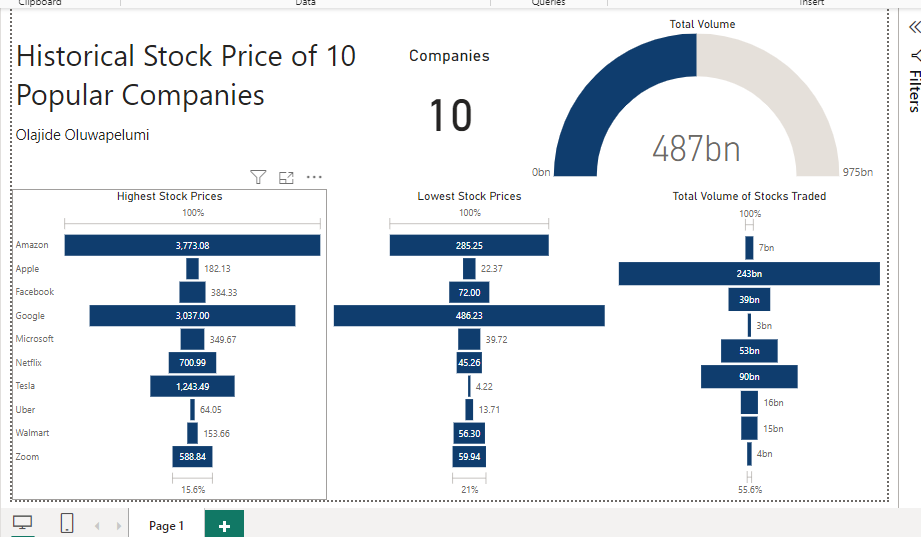 Clipboard
Data
Queries
Insert
Historical Stock Price of 10
Popular Companies
Olajide Oluwapelumi
Companies
10
Total Volume
487bn
0bn
975bn
Filters
Highest Stock Prices
100%
Amazon
3,773.08
Apple
182.13
Facebook
384.33
Google
3,037.00
Microsoft
349.67
Netflix
700.99
Tesla
1,243.49
Uber
64.05
Walmart
153.66
Zoom
588.84
15.6%
Lowest Stock Prices
100%
285.25
22.37
72.00
486.23
39.72
45.26
4.22
13.71
56.30
59.94
21%
Total Volume of Stocks Traded
100%
7bn
243bn
39bn
3bn
53bn
90bn
16bn
15bn
4bn
55.6%
Page 1